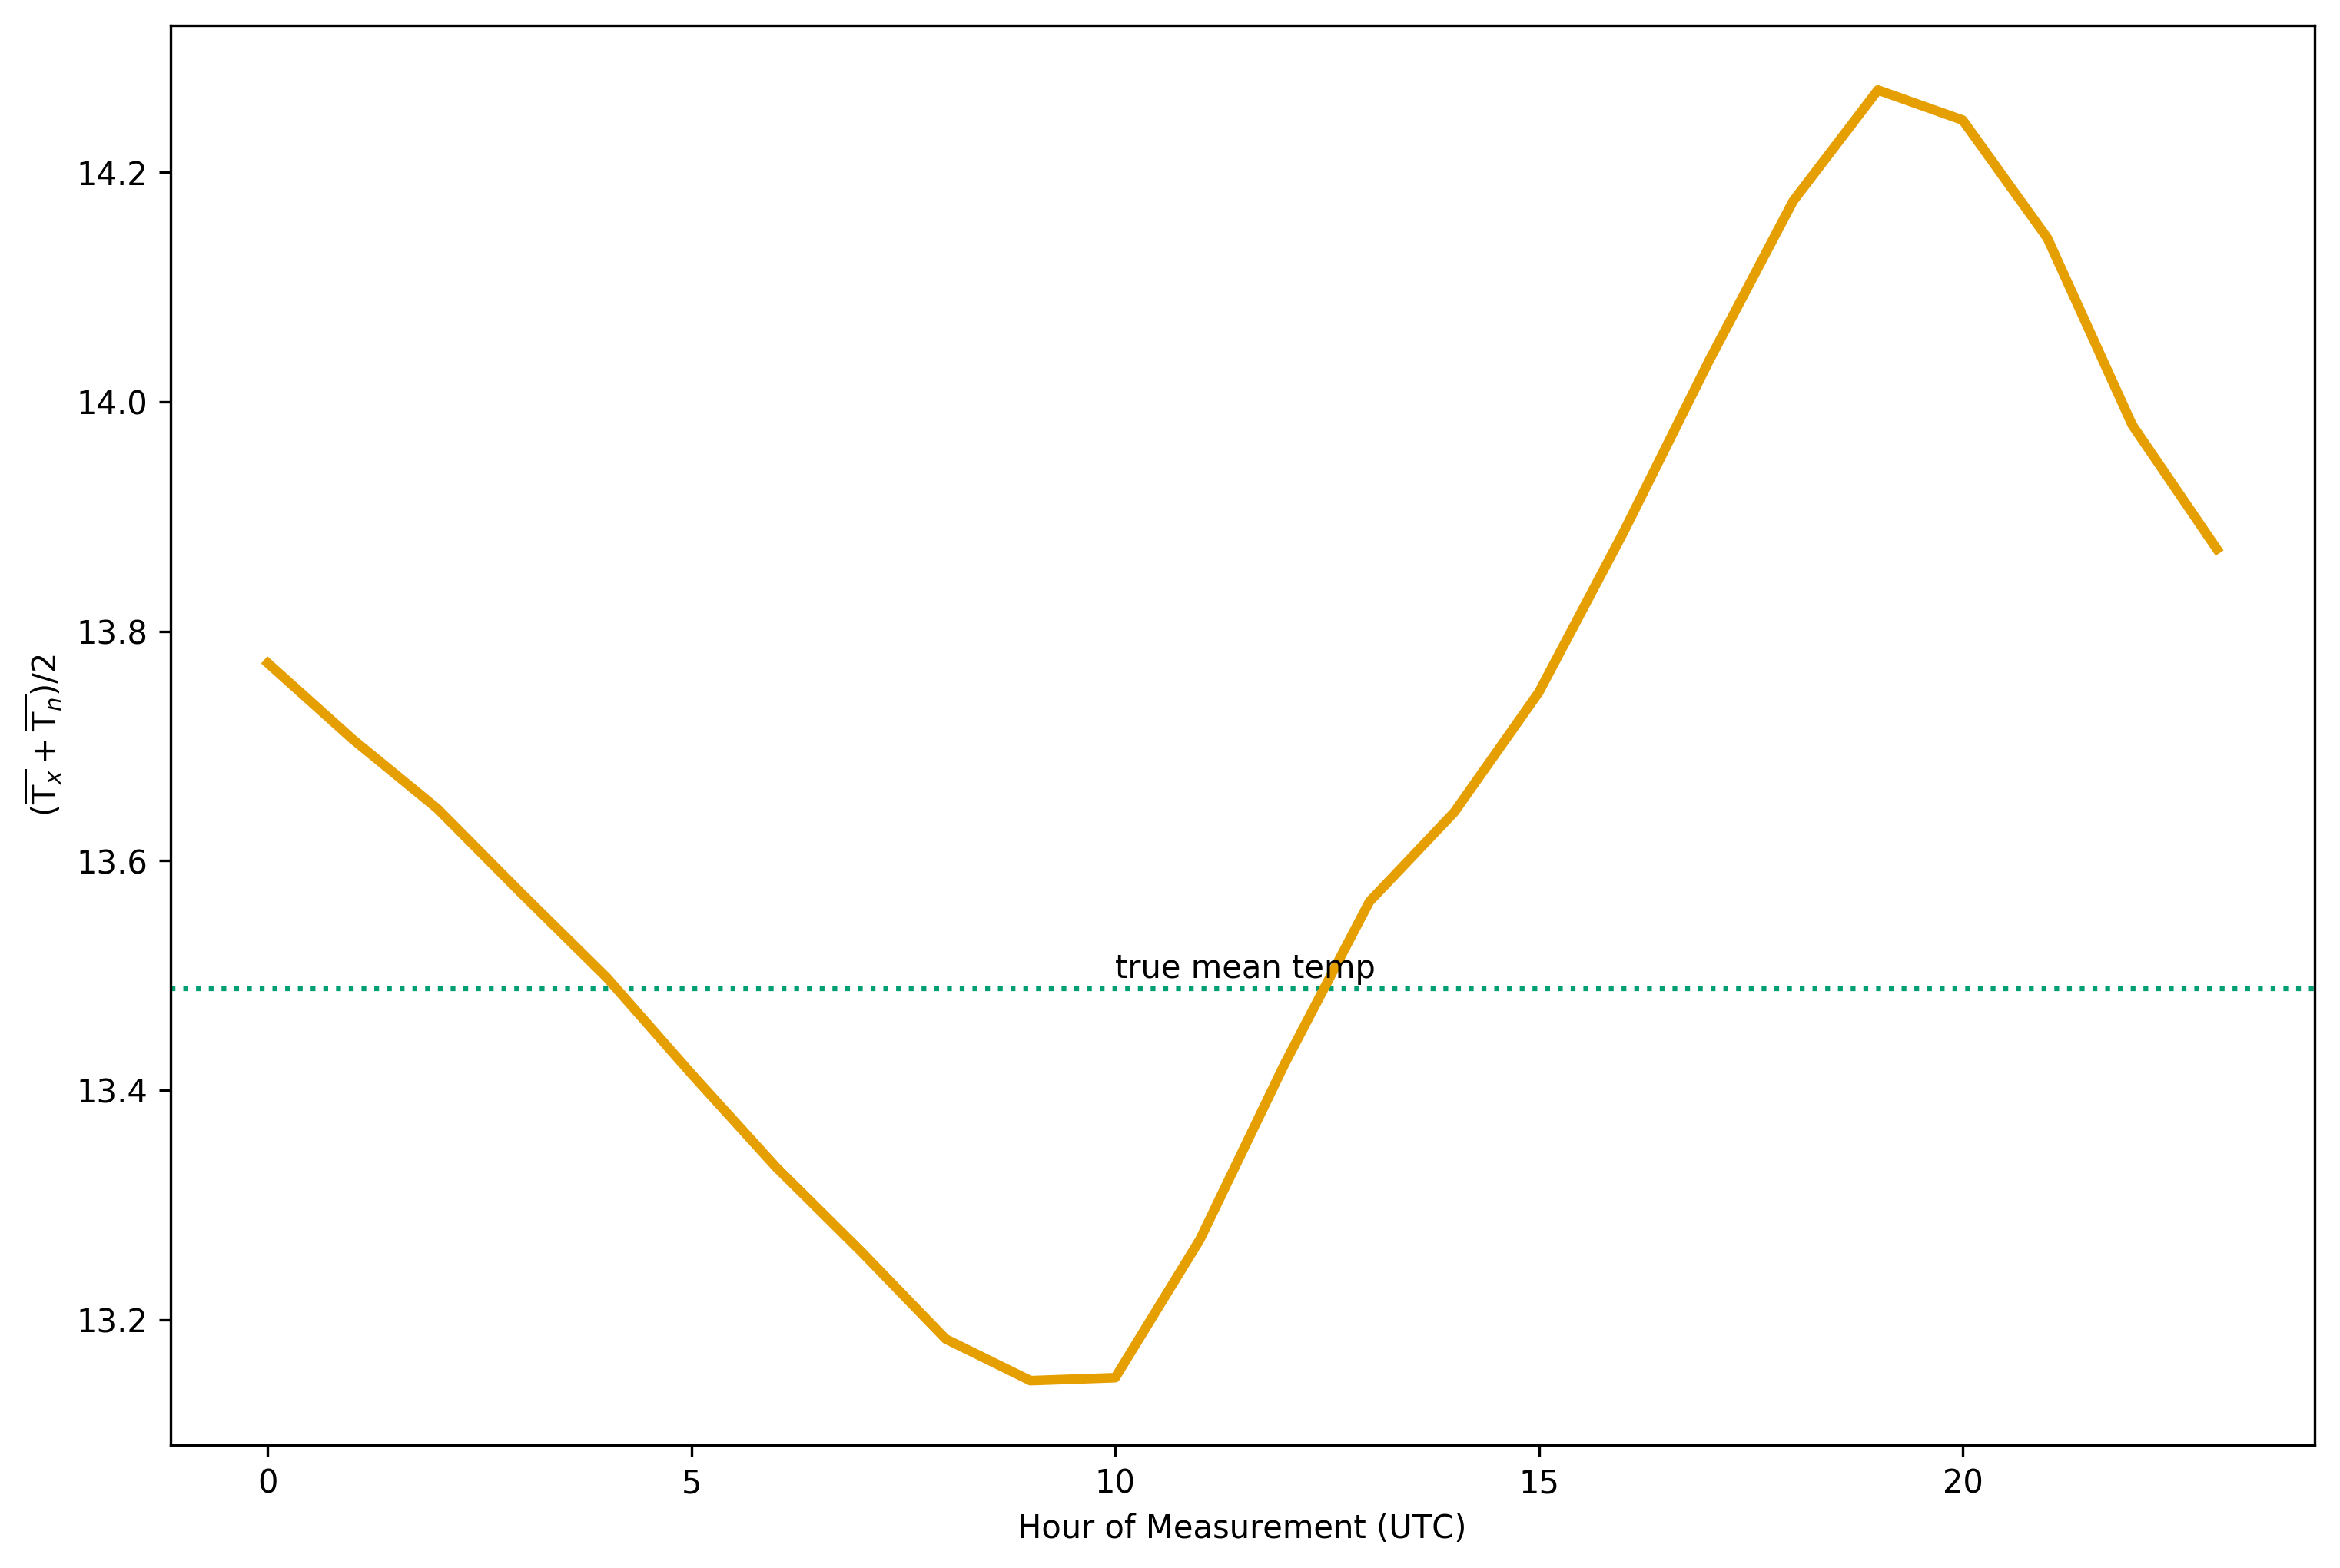 14.2
14.0
13.8
13.6
13.4
13.2
(T̅ₓ + T̅ₙ)/2
true mean temp
0 5 10 15 20
Hour of Measurement (UTC)